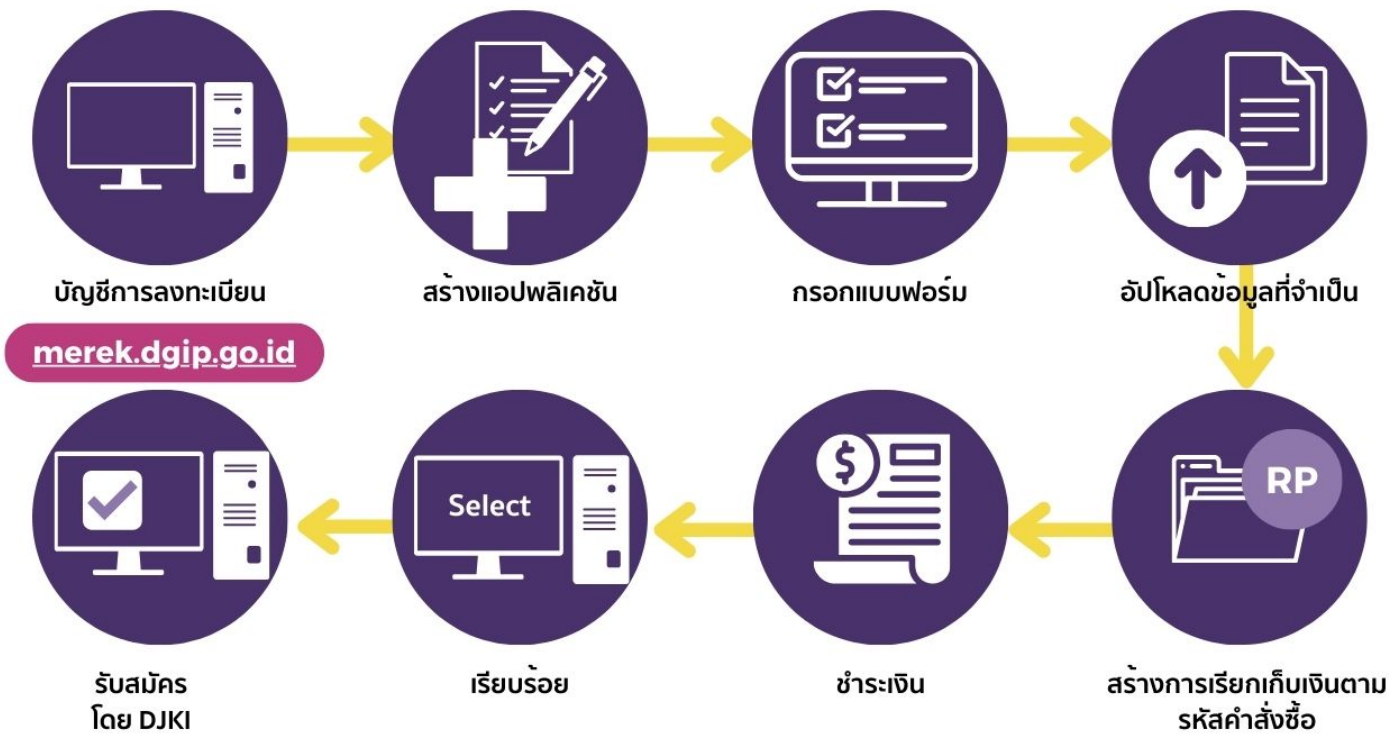 บัญชีการลงทะเบียน
สร้างแอปพลิเคชัน
กรอกแบบฟอร์ม
อัปโหลดข้อมูลที่จำเป็น
merek.dgip.go.id
RP
$
Select
รับสมัคร
โดย DJKI
เรียบร้อย
ชำระเงิน
สร้างการเรียกเก็บเงินตาม
รหัสคำสั่งซื้อ